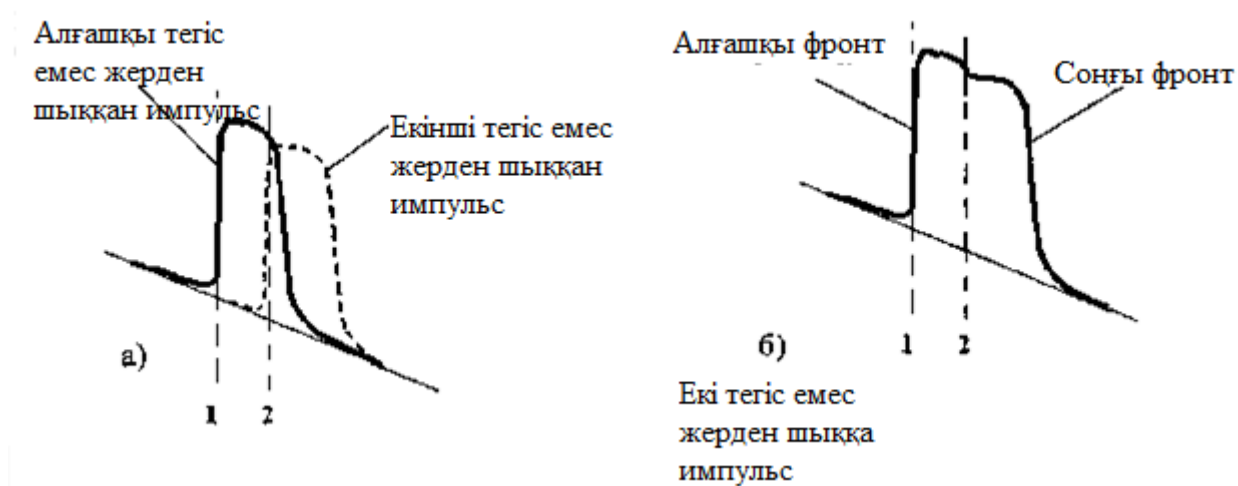 Алғашқы тегіс
емес жерден
шыққан импульс
Екінші тегіс емес
жерден шыққан
импульс
а)
1 2
Алғашқы фронт
Соңғы фронт
б)
1 2
Екі тегіс емес
жерден шыққа
импульс